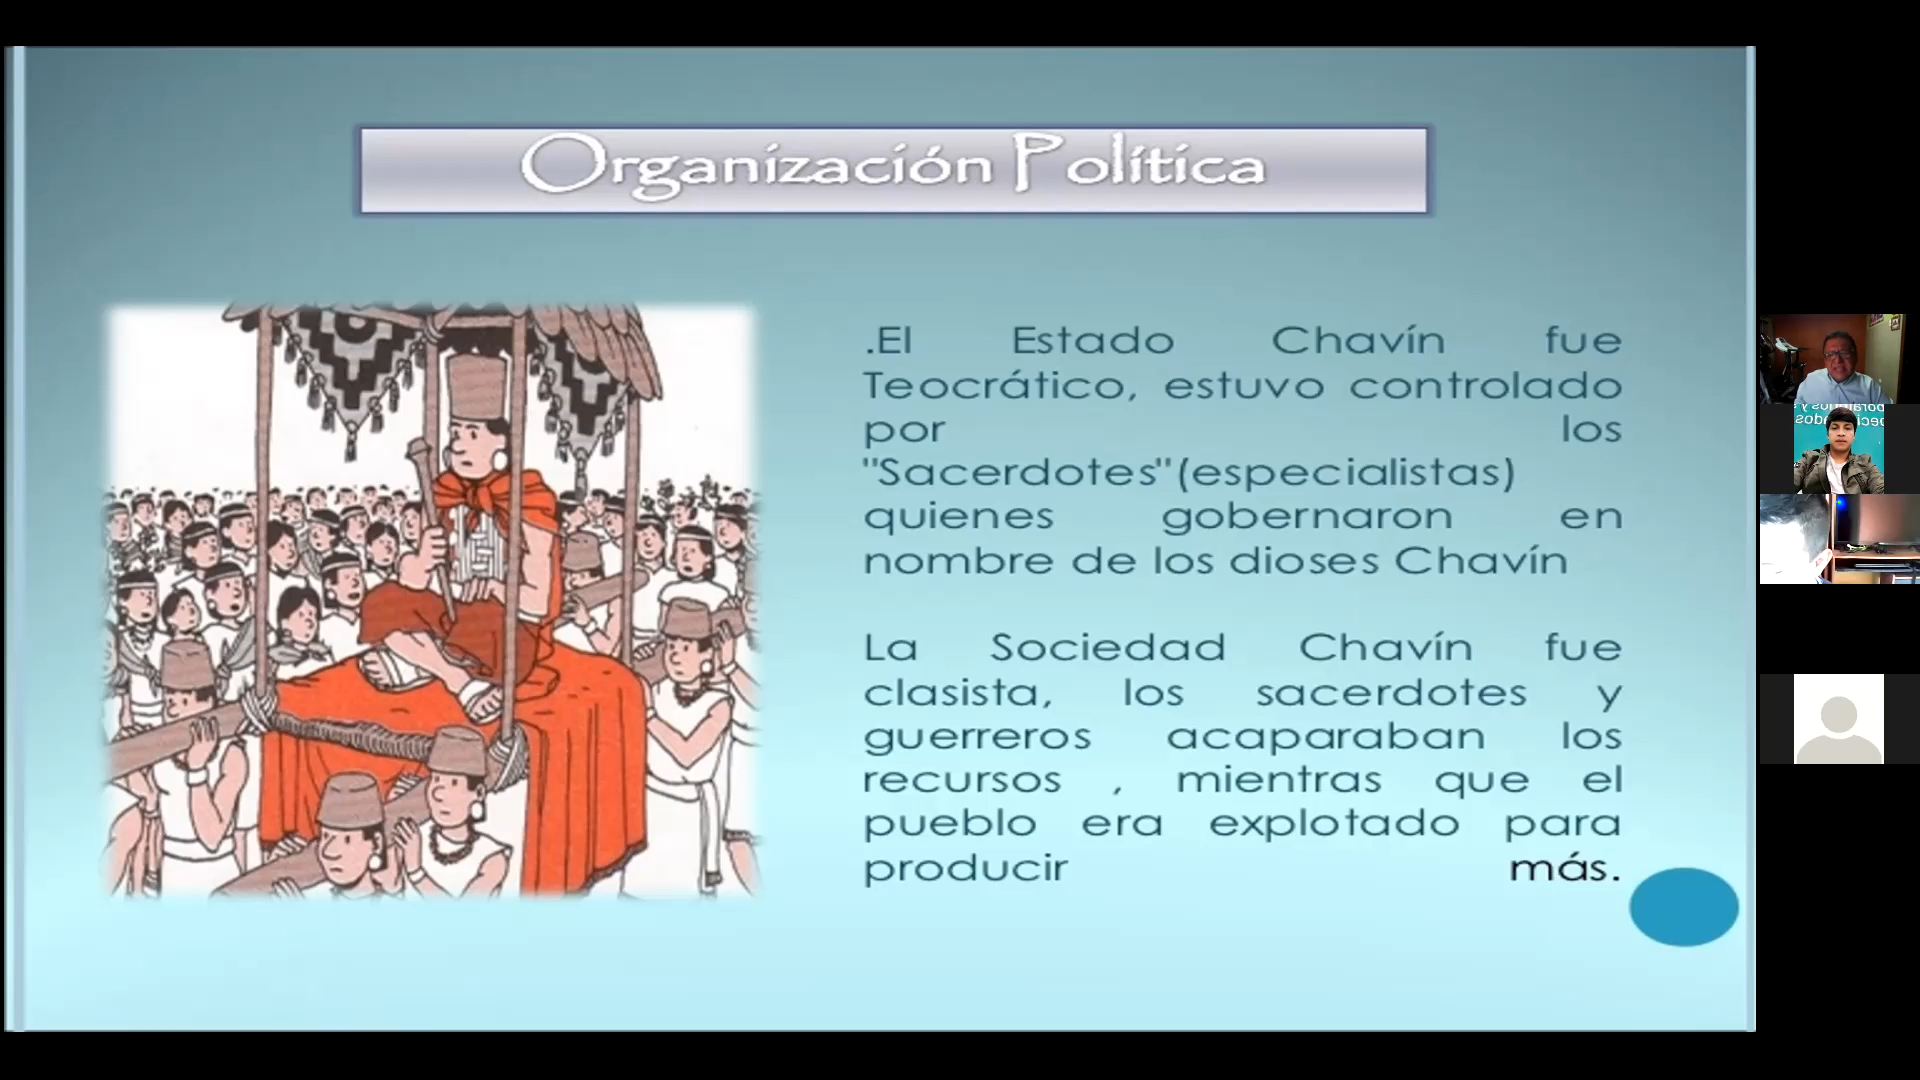 Organización Política
.El Estado Chavín fue
Teocrático, estuvo controlado
por los
"Sacerdotes"(especialistas)
quienes gobernaron en
nombre de los dioses Chavín
La Sociedad Chavín fue
clasista, los sacerdotes y
guerreros acaparaban los
recursos , mientras que el
pueblo era explotado para
producir más.